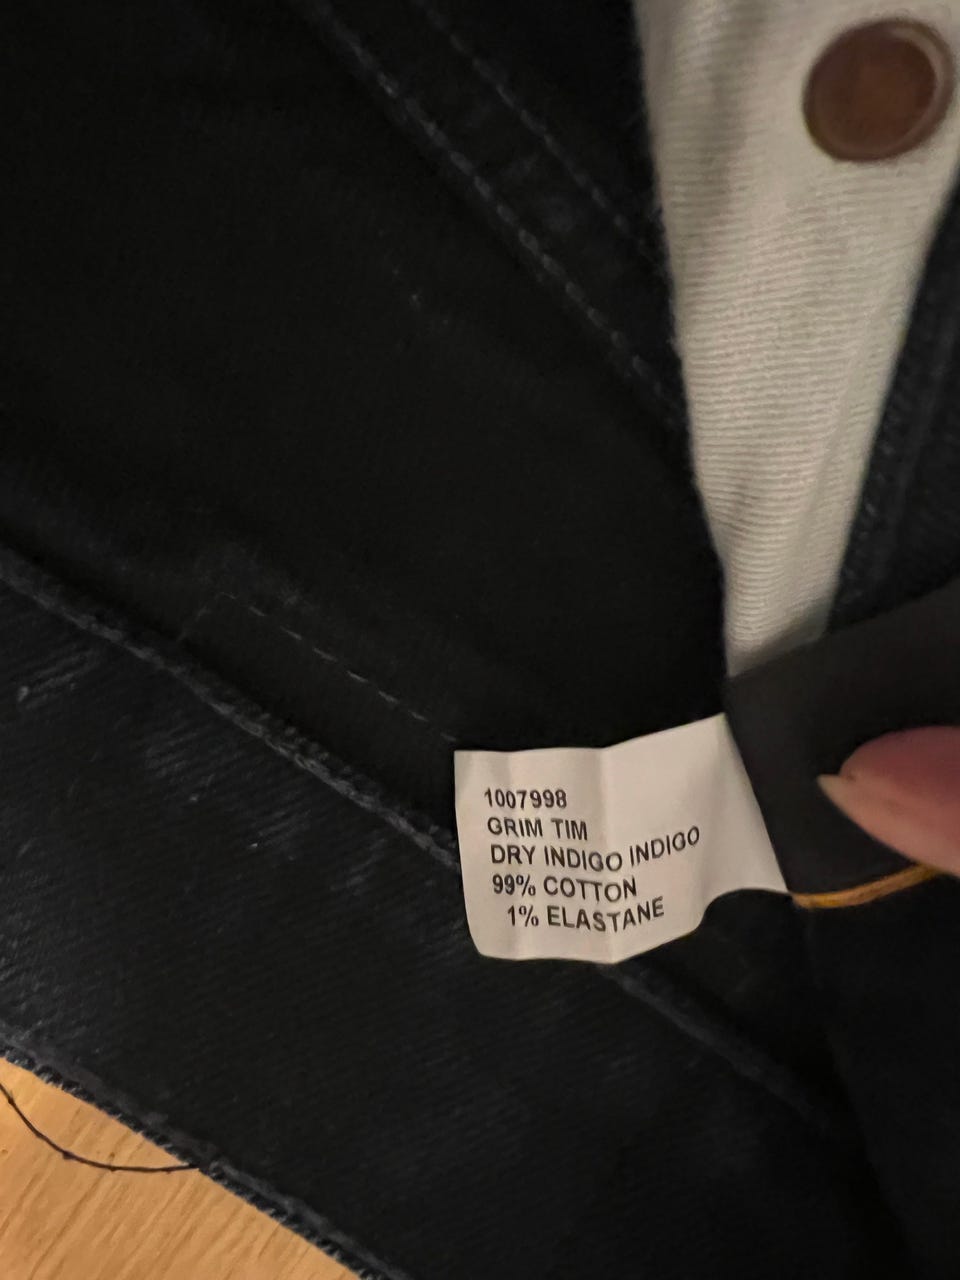 1007998
GRIM TIM
DRY INDIGO INDIGO
99% COTTON
1% ELASTANE